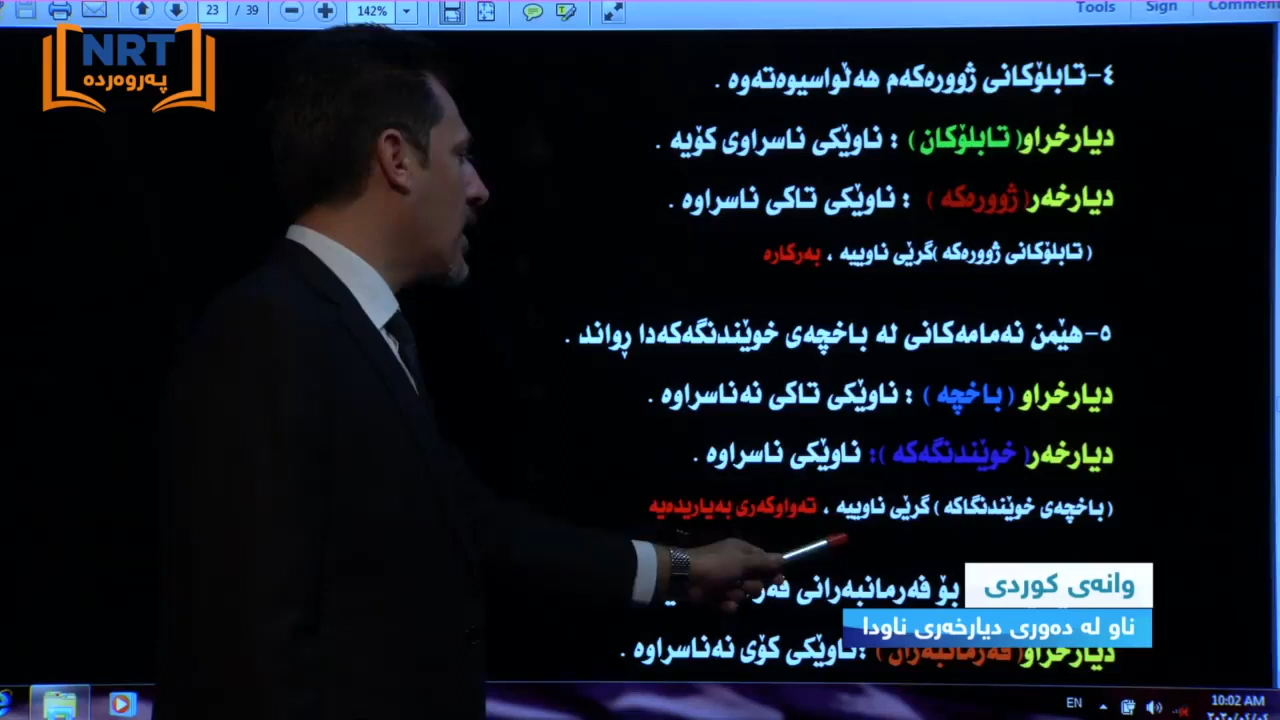 23 / 39
142%
Tools
Sign
Comment
NRT
پەروەردە
٤-تابلۆکانی ژوورەکەم هەڵواسیوەتەوە .
دیارخراو( تابلۆکان ) : ناوێکی ناسراوی کۆیە .
دیارخەر( ژوورەکە ) : ناوێکی تاکی ناسراوە .
( تابلۆکانی ژوورەکە )گرێی ناوییە ، بەرکارە
٥-هێمن نەمامەکانی لە باخچەی خوێندنگەکەدا ڕواند .
دیارخراو ( باخچە ) : ناوێکی تاکی نەناسراوە .
دیارخەر( خوێندنگەکە ): ناوێکی ناسراوە .
( باخچەی خوێندنگاکە ) گرێی ناوییە ، تەواوکەری بەیاریدەیە
بۆ فەرمانبەرانی
وانەی کوردی
ناو لە دەوری دیارخەری ناودا
دیارخراو( فەرمانبەران ) :ناوێکی کۆی نەناسراوە .
EN
10:02 AM